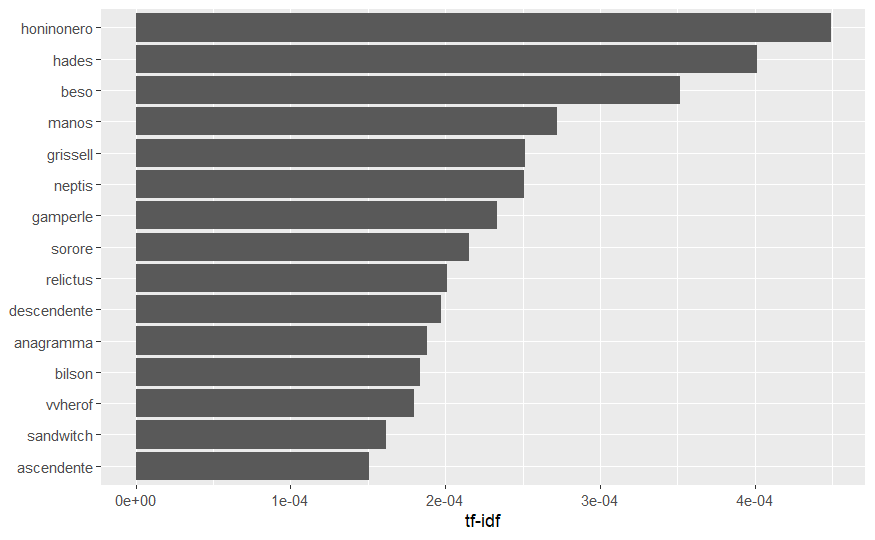 honinonero
hades
beso
manos
grissell
neptis
gamperle
sorore
relictus
descendente
anagramma
bilson
vvherof
sandwitch
ascendente
0e+00 1e-04 2e-04 3e-04 4e-04
tf-idf